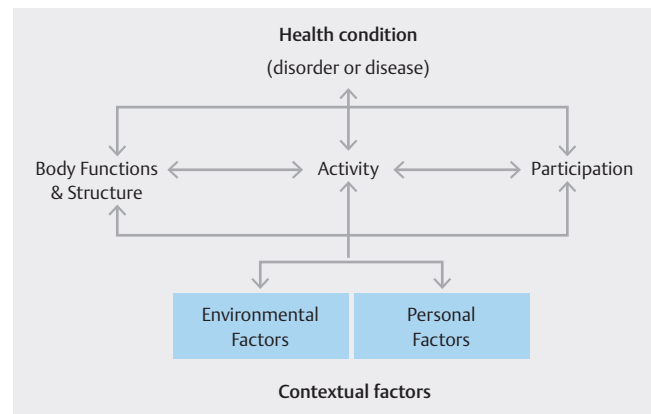 Health condition
(disorder or disease)
Body Functions
& Structure
Activity
Participation
Environmental
Factors
Personal
Factors
Contextual factors